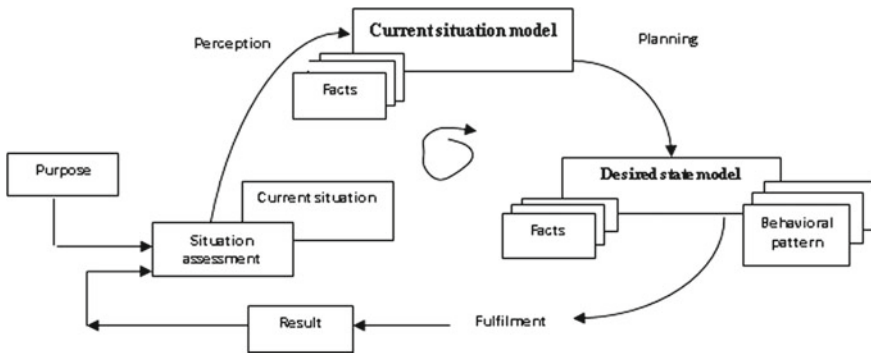 Perception
Current situation model
Planning
Facts
Purpose
Current situation
Situation
assessment
Desired state model
Facts
Behavioral
pattern
Result
Fulfilment